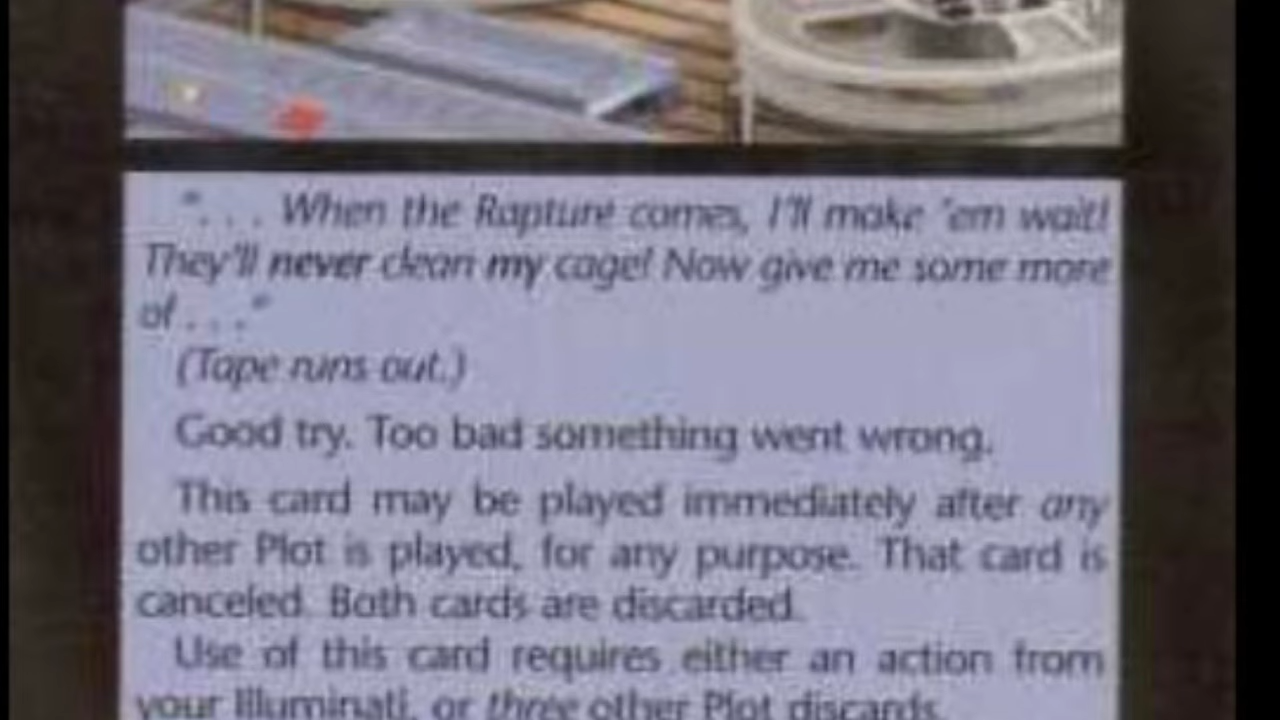 ". . . When the Rapture comes, I'll make 'em wait!
They'll never clean my cage! Now give me some more
of . . ."
(Tape runs out.)
Good try. Too bad something went wrong.
This card may be played immediately after any
other Plot is played, for any purpose. That card is
canceled. Both cards are discarded.
Use of this card requires either an action from
your Illuminati, or three other Plot discards.